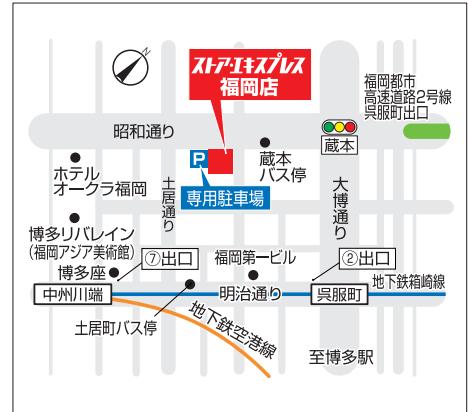 N
ストア・エキスプレス
福岡店
福岡都市
高速道路2号線
呉服町出口
昭和通り
蔵本
P
専用駐車場
蔵本
バス停
ホテル
オークラ福岡
土居通り
大博通り
博多リバレイン
(福岡アジア美術館)
⑦出口
福岡第一ビル
②出口
博多座
地下鉄箱崎線
中州川端
明治通り
呉服町
土居町バス停
地下鉄空港線
至博多駅